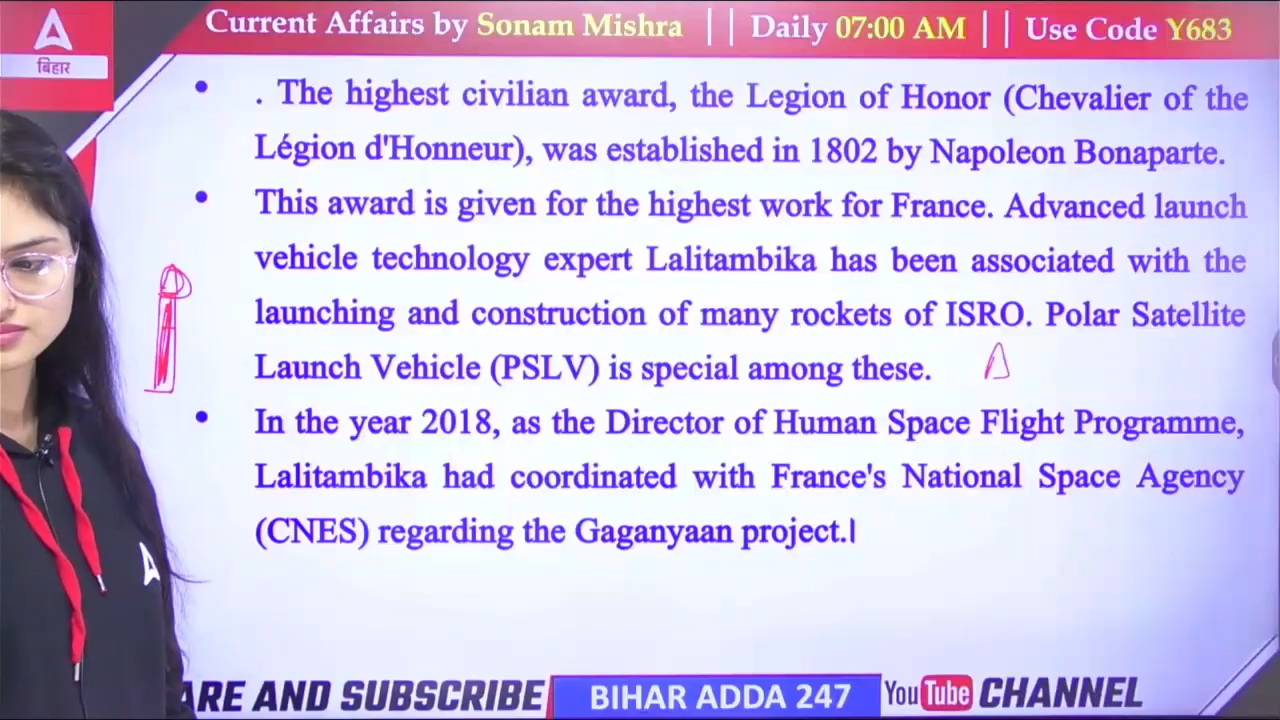 Current Affairs by Sonam Mishra || Daily 07:00 AM || Use Code Y683
बिहार
• . The highest civilian award, the Legion of Honor (Chevalier of the
Légion d'Honneur), was established in 1802 by Napoleon Bonaparte.
• This award is given for the highest work for France. Advanced launch
vehicle technology expert Lalitambika has been associated with the
launching and construction of many rockets of ISRO. Polar Satellite
Launch Vehicle (PSLV) is special among these.
• In the year 2018, as the Director of Human Space Flight Programme,
Lalitambika had coordinated with France's National Space Agency
(CNES) regarding the Gaganyaan project.l
ARE AND SUBSCRIBE BIHAR ADDA 247 YouTube CHANNEL